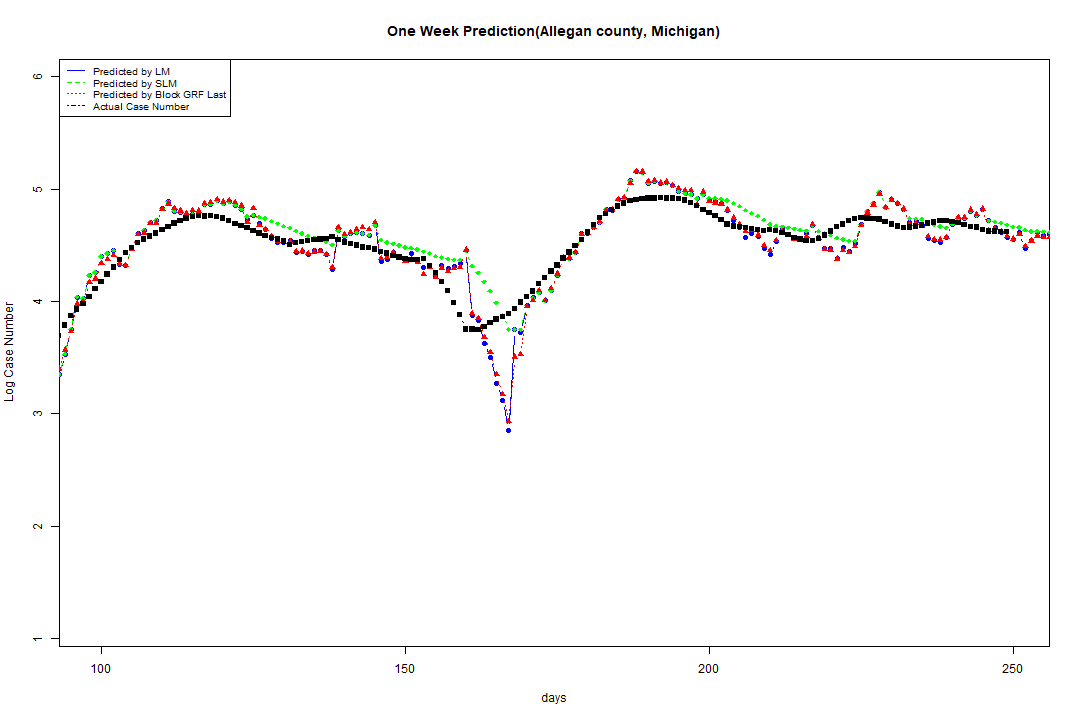 One Week Prediction(Allegan county, Michigan)
Predicted by LM
Predicted by SLM
Predicted by Block GRF Last
Actual Case Number
6
5
4
3
2
1
Log Case Number
100
150
200
250
days